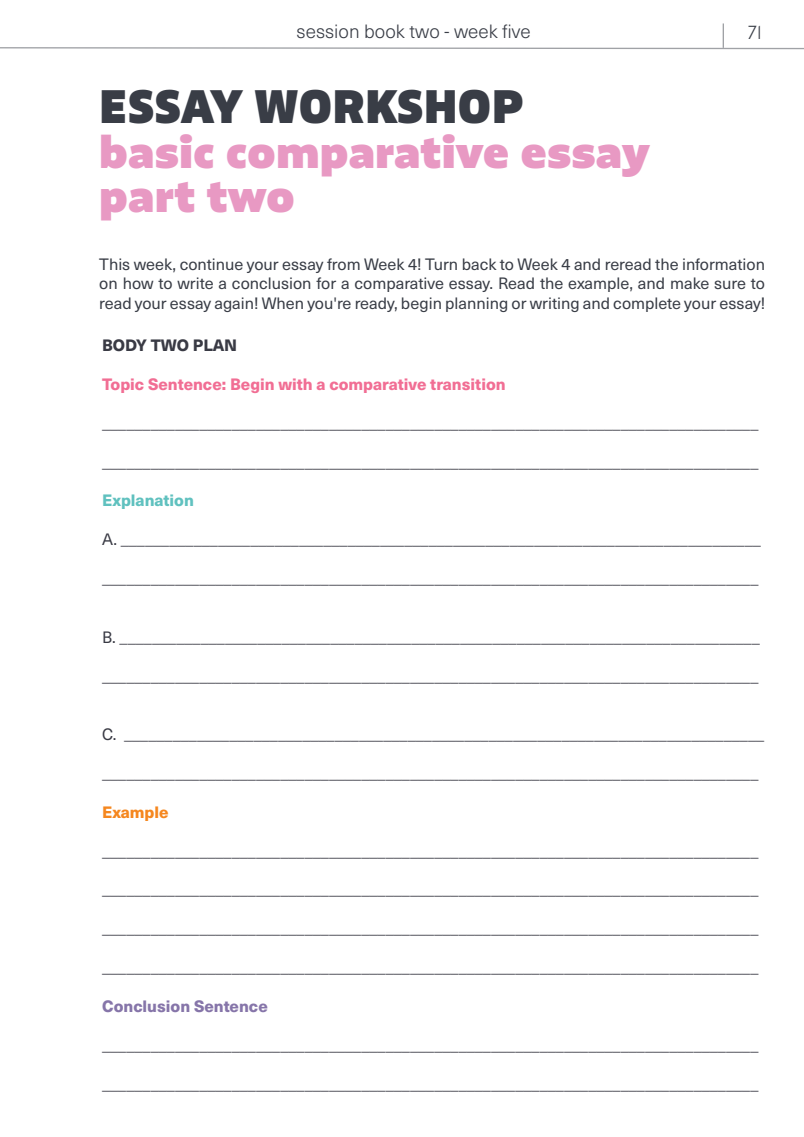 session book two - week five
71
ESSAY WORKSHOP
basic comparative essay
part two
This week, continue your essay from Week 4! Turn back to Week 4 and reread the information
on how to write a conclusion for a comparative essay. Read the example, and make sure to
read your essay again! When you're ready, begin planning or writing and complete your essay!
BODY TWO PLAN
Topic Sentence: Begin with a comparative transition
Explanation
A.
B.
C.
Example
Conclusion Sentence